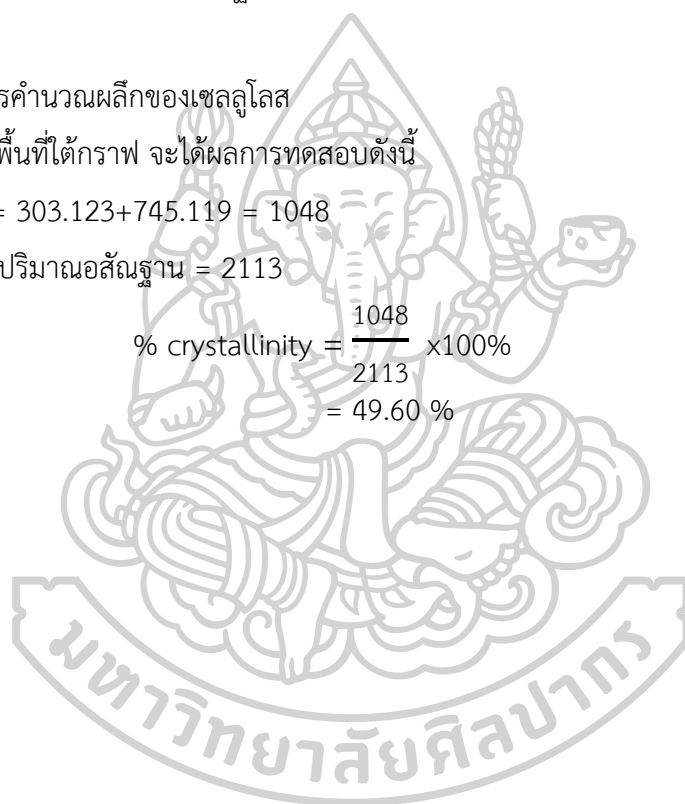 รคำนวณผลึกของเซลลูโลส
พื้นที่ใต้กราฟ จะได้ผลการทดสอบดังนี้
= 303.123+745.119 = 1048
ปริมาณอสัณฐาน = 2113
1048
% crystallinity = x100%
2113
= 49.60 %
มหาวิทยาลัยศิลปากร